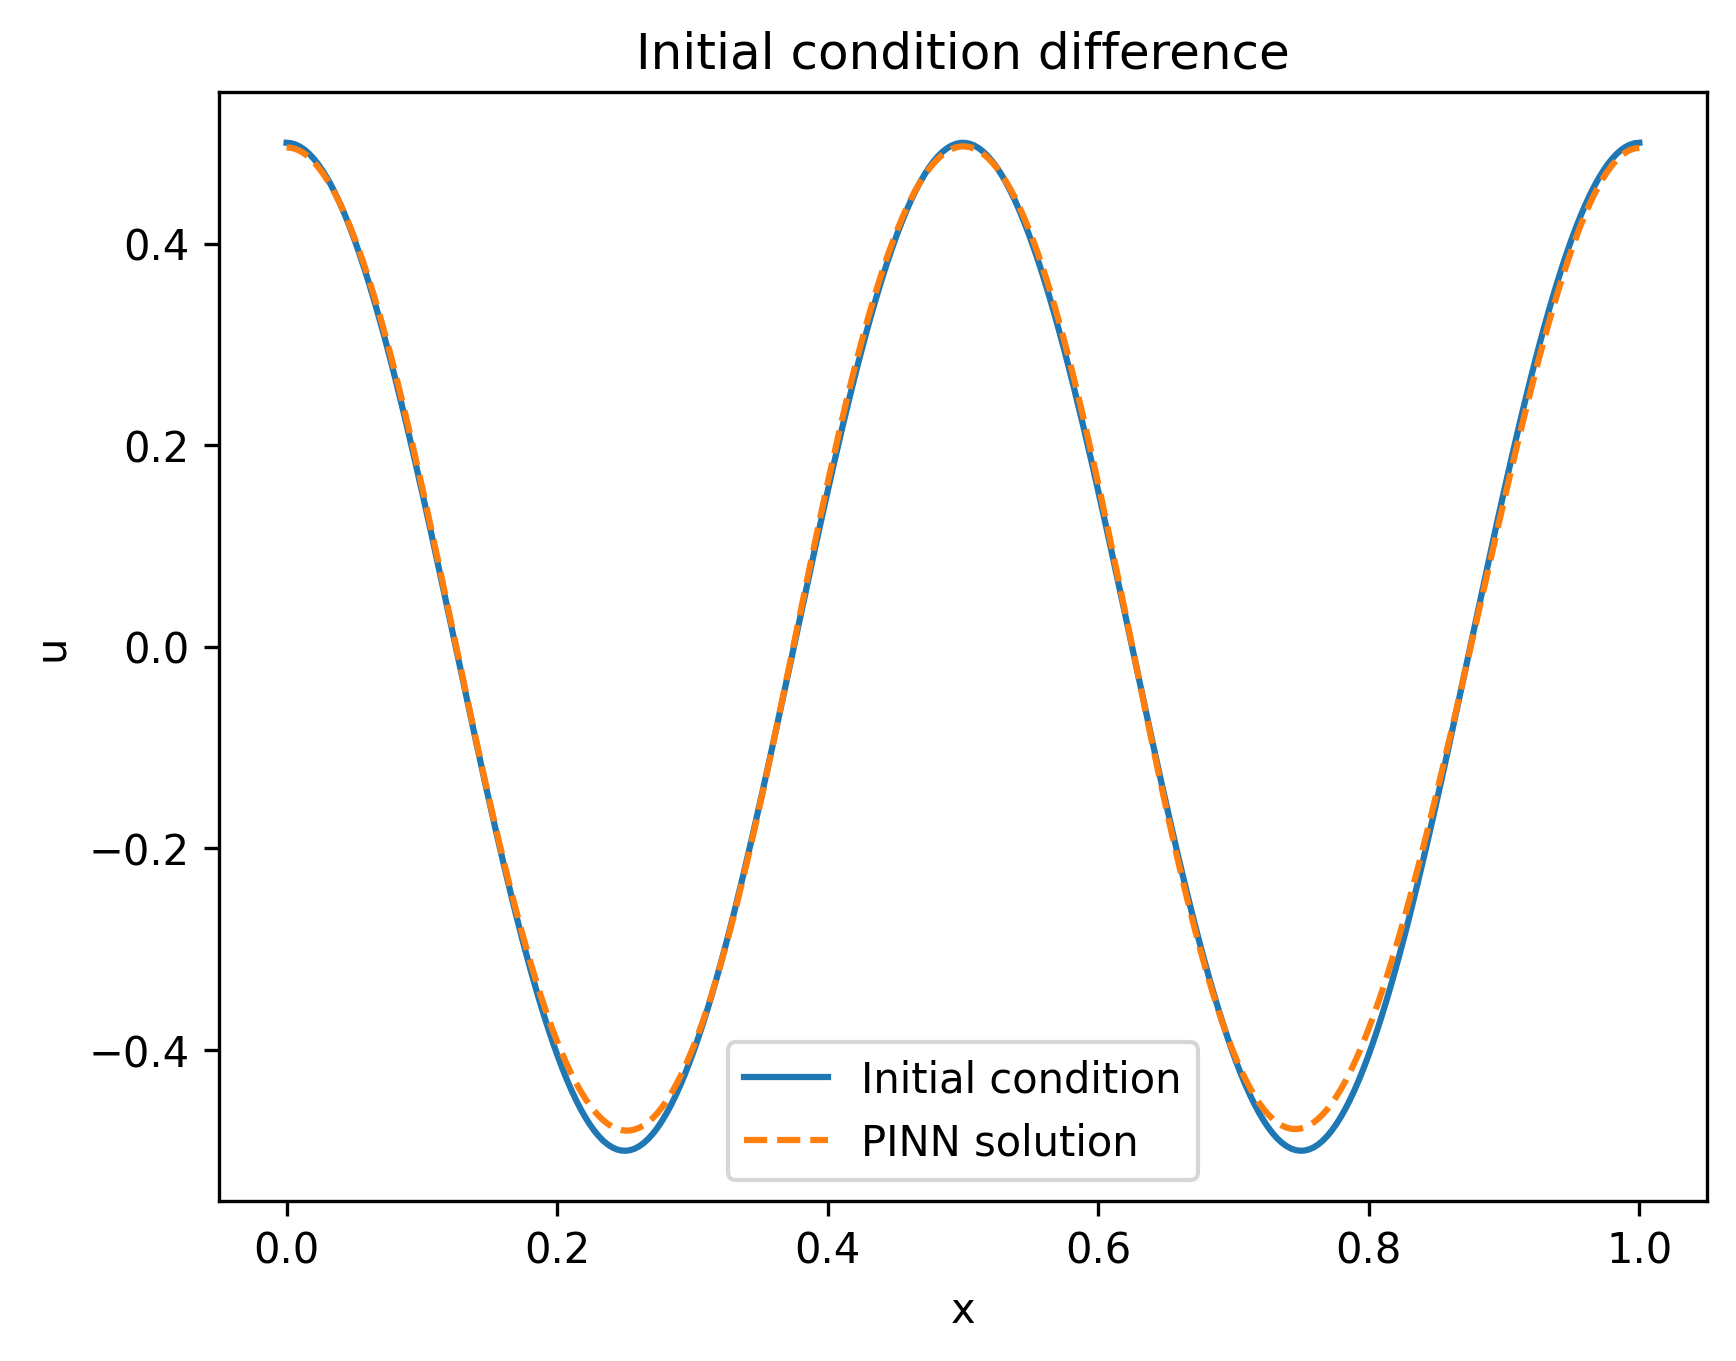 Initial condition difference
0.4
0.2
0.0
−0.2
−0.4
u
Initial condition
PINN solution
0.0 0.2 0.4 0.6 0.8 1.0
x